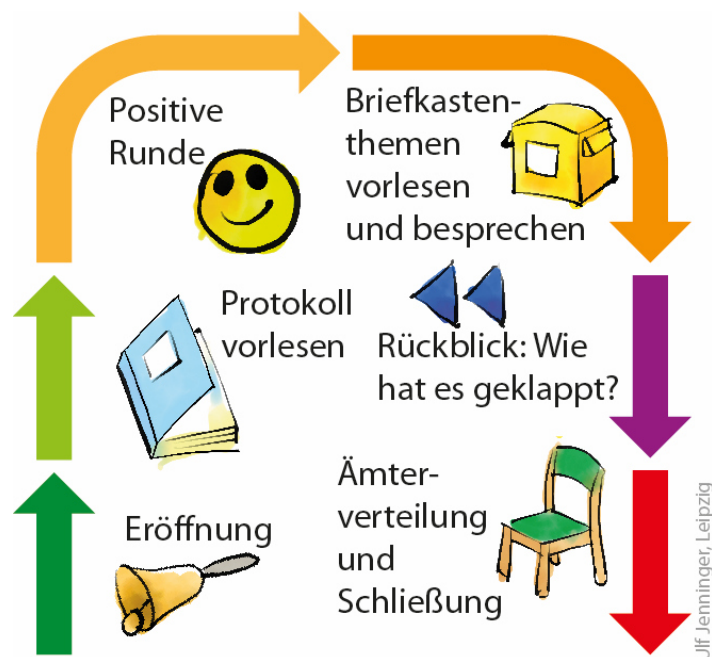 Positive
Runde
Briefkasten-
themen
vorlesen
und besprechen
Protokoll
vorlesen
Rückblick: Wie
hat es geklappt?
Eröffnung
Ämter-
verteilung
und
Schließung
Jenninger, Leipzig